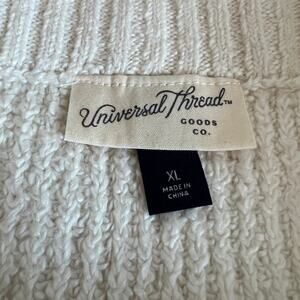 Universal Thread™
GOODS
CO.
XL
MADE IN
CHINA